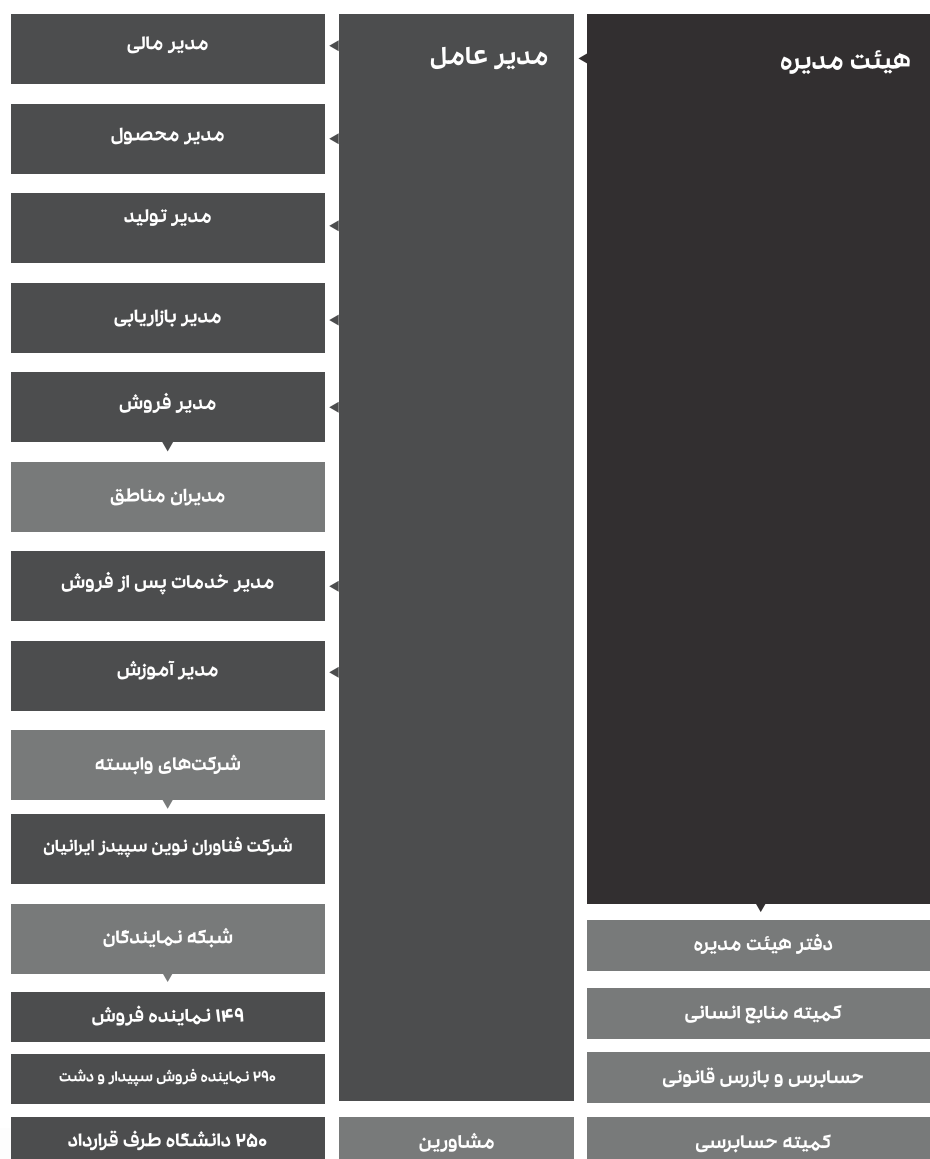 هیئت مدیره
دفتر هیئت مدیره
کمیته منابع انسانی
حسابرس و بازرس قانونی
کمیته حسابرسی
مدیر عامل
مشاورین
مدیر مالی
مدیر محصول
مدیر تولید
مدیر بازاریابی
مدیر فروش
مدیران مناطق
مدیر خدمات پس از فروش
مدیر آموزش
شرکت‌های وابسته
شرکت فناوران نوین سپیدز ایرانیان
شبکه نمایندگان
۱۴۹ نماینده فروش
۲۹۰ نماینده فروش سپیدار و دشت
۲۵۰ دانشگاه طرف قرارداد